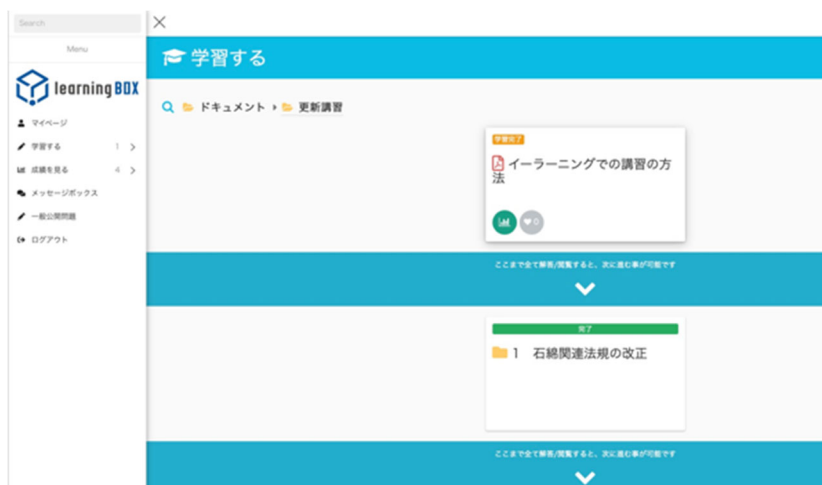 Search
Menu
learningBOX
マイページ
学習する 1
成績を見る 4
メッセージボックス
一般公開問題
ログアウト
学習する
ドキュメント 更新講習
学習完了
イーラーニングでの講習の方
法
0
ここまで全て解答/閲覧すると、次に進む事が可能です
完了
1 石綿関連法規の改正
ここまで全て解答/閲覧すると、次に進む事が可能です